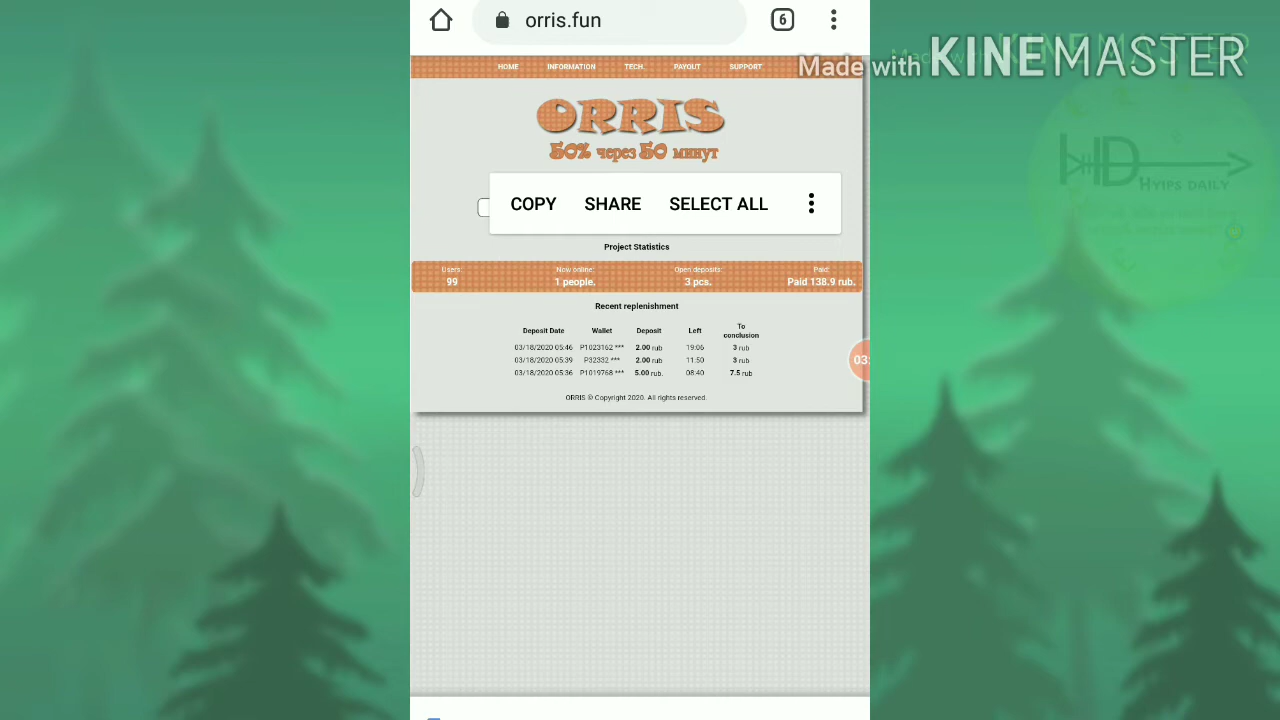 orris.fun
6
Made with KINEMASTER
HOME INFORMATION TECH. PAYOUT SUPPORT
ORRIS
50% через 50 минут
COPY SHARE SELECT ALL
HD
HYIPS DAILY
Project Statistics
Users: Now online: Open deposits: Paid:
99 1 people. 3 pcs. Paid 138.9 rub.
Recent replenishment
Deposit Date Wallet Deposit Left To conclusion
03/18/2020 05:46 P1023162 *** 2.00 rub 19:06 3 rub
03/18/2020 05:39 P32332 *** 2.00 rub 11:50 3 rub
03/18/2020 05:36 P1019768 *** 5.00 rub. 08:40 7.5 rub
03:
ORRIS © Copyright 2020. All rights reserved.